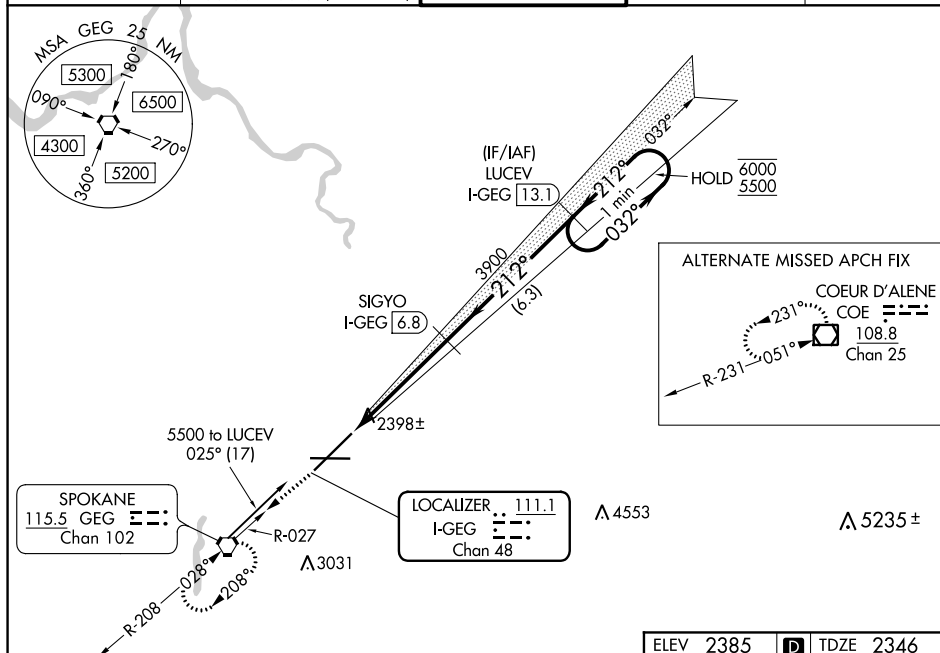 MSA GEG 25 NM
5300
180°
090°
6500
4300
270°
5200
360°
(IF/IAF)
LUCEV
I-GEG 13.1
032°
212°
1 min
032°
HOLD 6000
5500
3900
212°
(6.3)
SIGYO
I-GEG 6.8
ALTERNATE MISSED APCH FIX
COEUR D'ALENE
COE
108.8
Chan 25
231°
R-231
051°
2398±
5500 to LUCEV
025° (17)
SPOKANE
115.5 GEG
Chan 102
R-027
LOCALIZER 111.1
I-GEG
Chan 48
4553
5235±
3031
R-208
028°
208°
ELEV 2385 D TDZE 2346